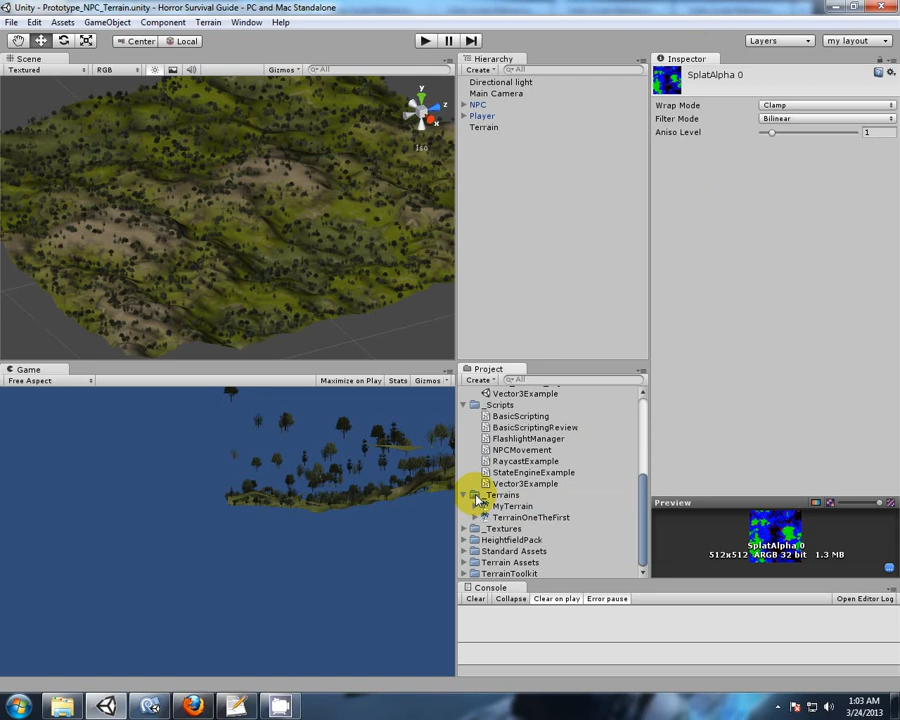 Unity - Prototype_NPC_Terrain.unity - Horror Survival Guide - PC and Mac Standalone
File Edit Assets GameObject Component Terrain Window Help
Center Local Layers my layout
Scene
Textured RGB Gizmos All
y
z
x
Iso
Hierarchy
Create All
Directional light
Main Camera
NPC
Player
Terrain
Inspector
SplatAlpha 0
Wrap Mode Clamp
Filter Mode Bilinear
Aniso Level 1
Game
Free Aspect Maximize on Play Stats Gizmos
Project
Create All
Vector3Example
_Scripts
BasicScripting
BasicScriptingReview
FlashlightManager
NPCMovement
RaycastExample
StateEngineExample
Vector3Example
_Terrains
MyTerrain
TerrainOneTheFirst
_Textures
HeightfieldPack
Standard Assets
Terrain Assets
TerrainToolkit
Preview
SplatAlpha 0
512x512 ARGB 32 bit 1.3 MB
Console
Clear Collapse Clear on play Error pause Open Editor Log
1:03 AM
3/24/2013